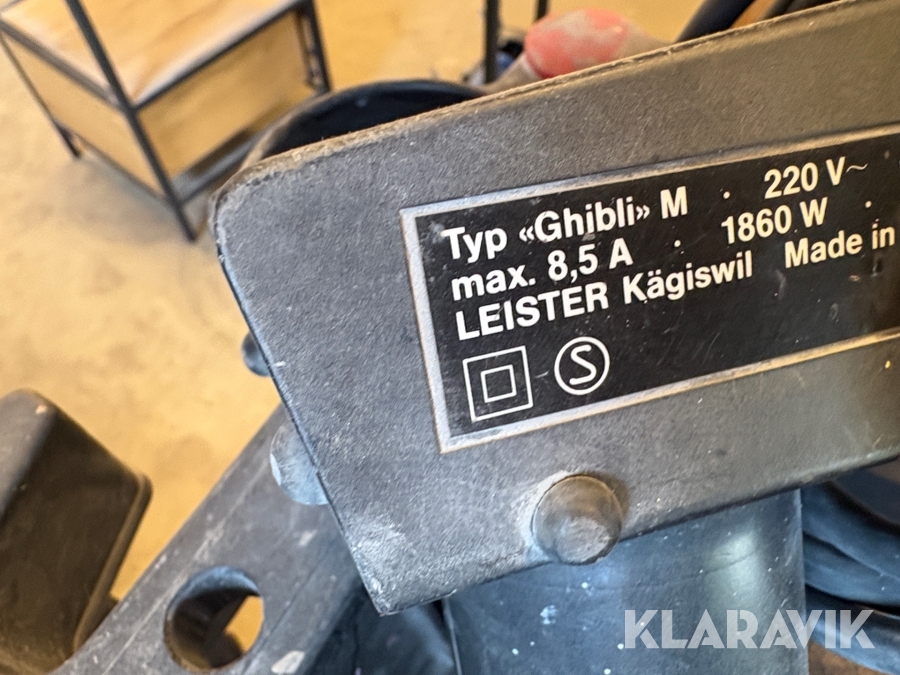 Typ «Ghibli» M · 220 V~
max. 8,5 A · 1860 W ·
LEISTER Kägiswil Made in
S
KLARAVIK